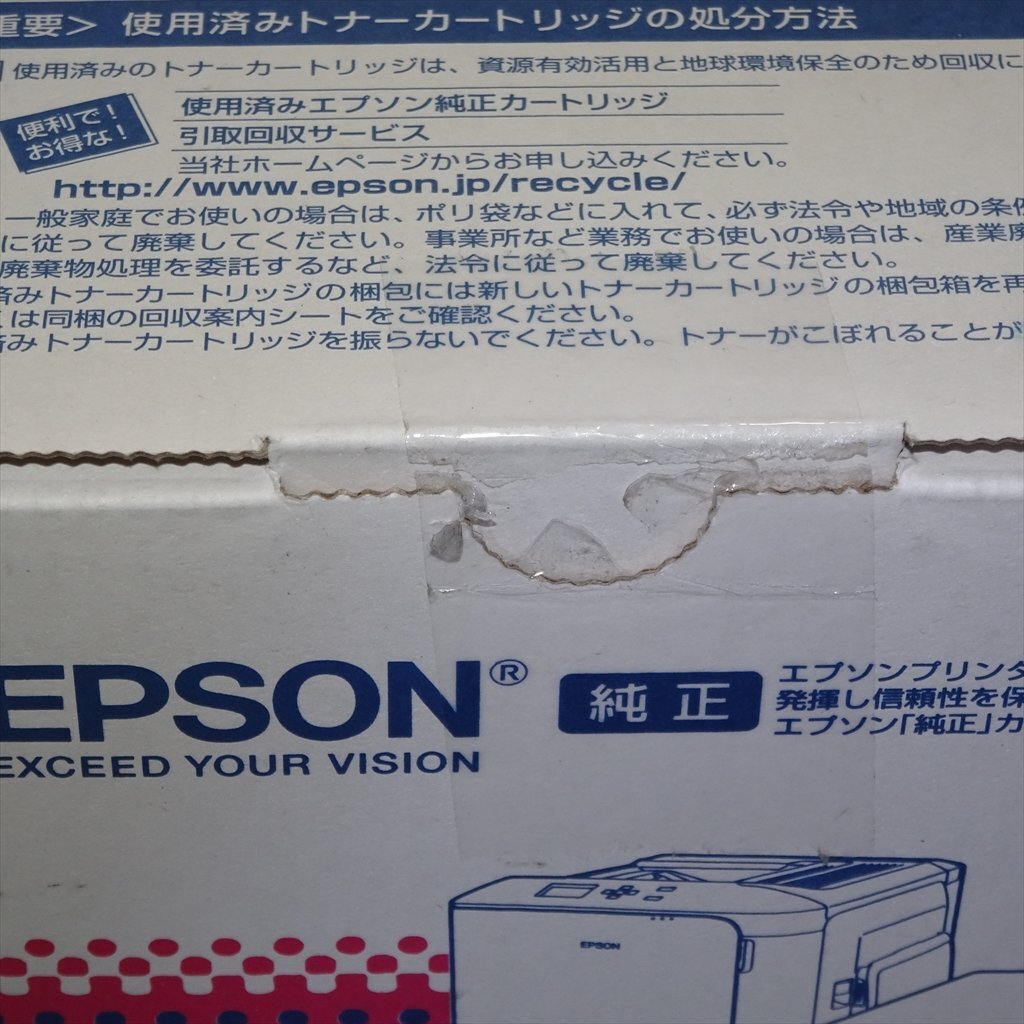 重要> 使用済みトナーカートリッジの処分方法
使用済みのトナーカートリッジは、資源有効活用と地球環境保全のため回収に
便利で!
お得な!
使用済みエプソン純正カートリッジ
引取回収サービス
当社ホームページからお申し込みください。
http://www.epson.jp/recycle/
一般家庭でお使いの場合は、ポリ袋などに入れて、必ず法令や地域の条例
に従って廃棄してください。事業所など業務でお使いの場合は、産業廃
廃棄物処理を委託するなど、法令に従って廃棄してください。
済みトナーカートリッジの梱包には新しいトナーカートリッジの梱包箱を再
くは同梱の回収案内シートをご確認ください。
済みトナーカートリッジを振らないでください。トナーがこぼれることが
EPSON®
EXCEED YOUR VISION
純正
エプソンプリンタ
発揮し信頼性を保
エプソン「純正」カ
EPSON